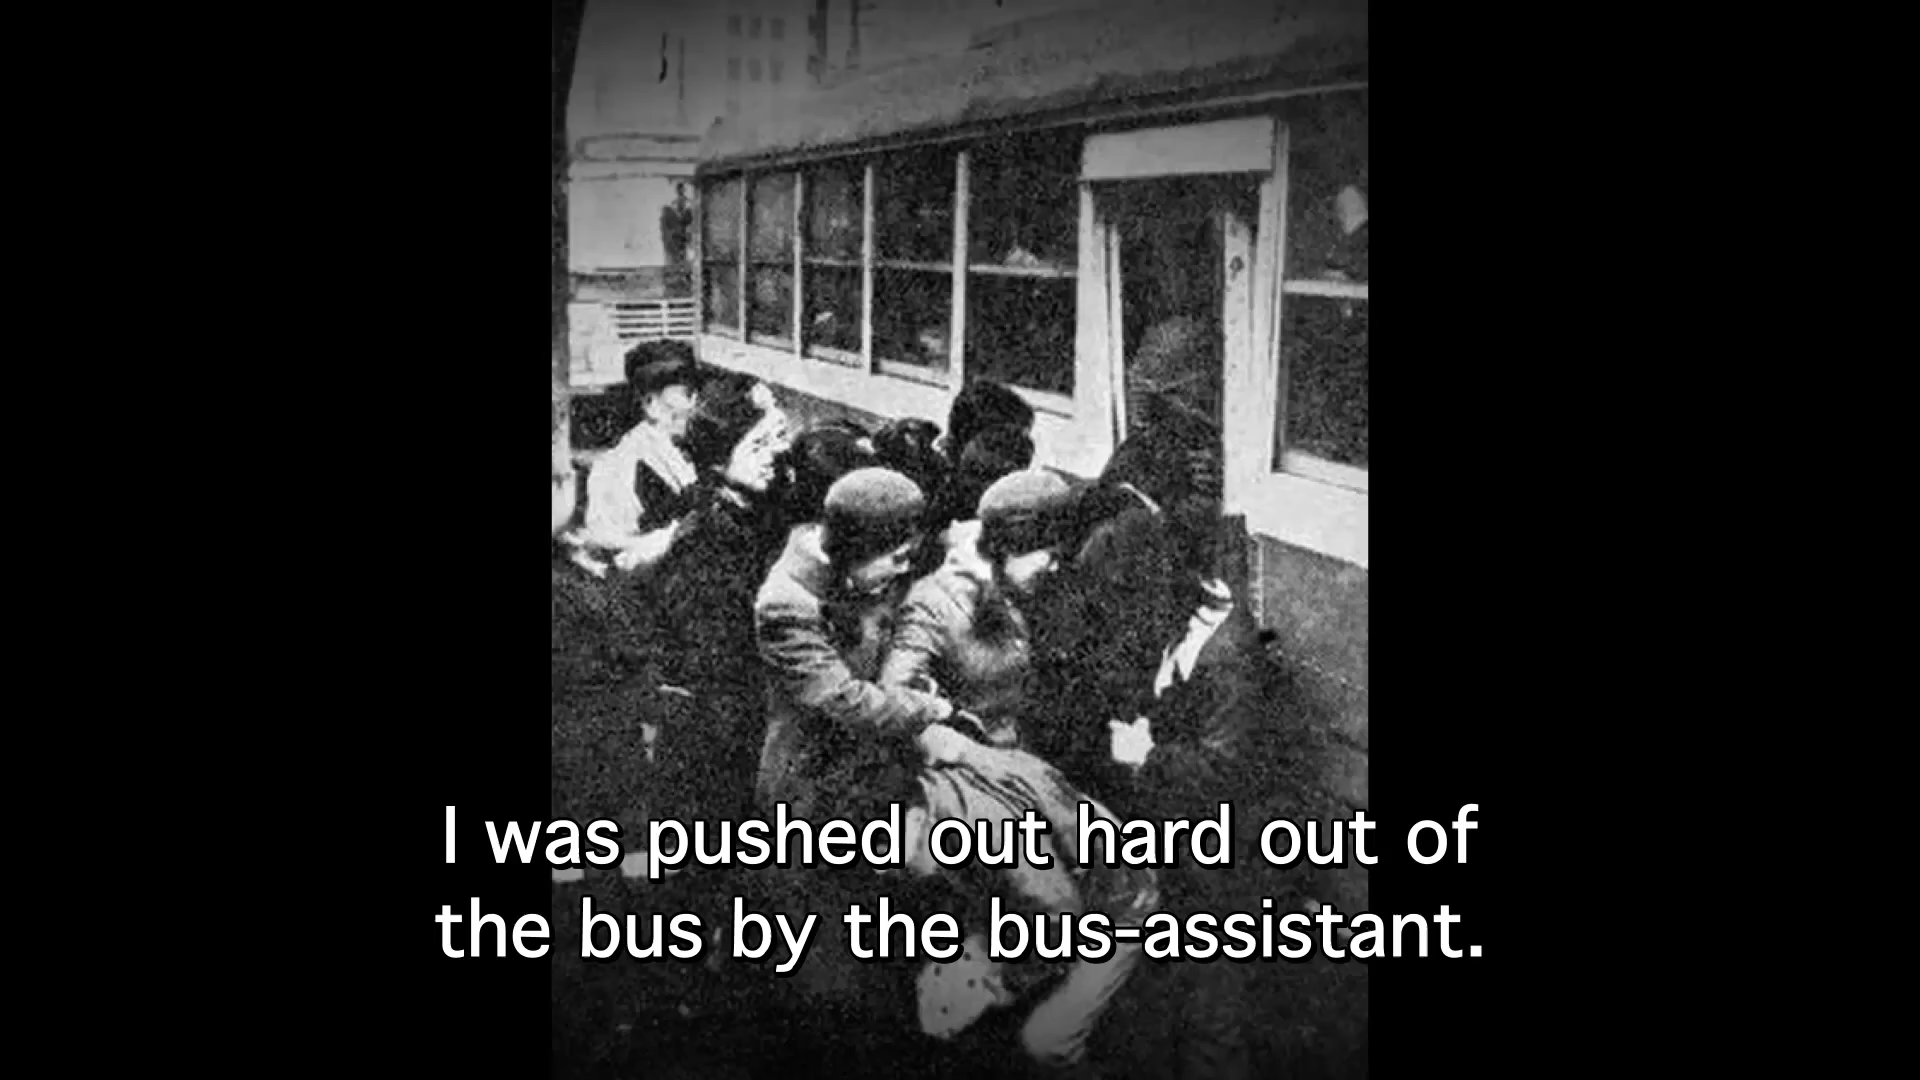 I was pushed out hard out of
the bus by the bus-assistant.